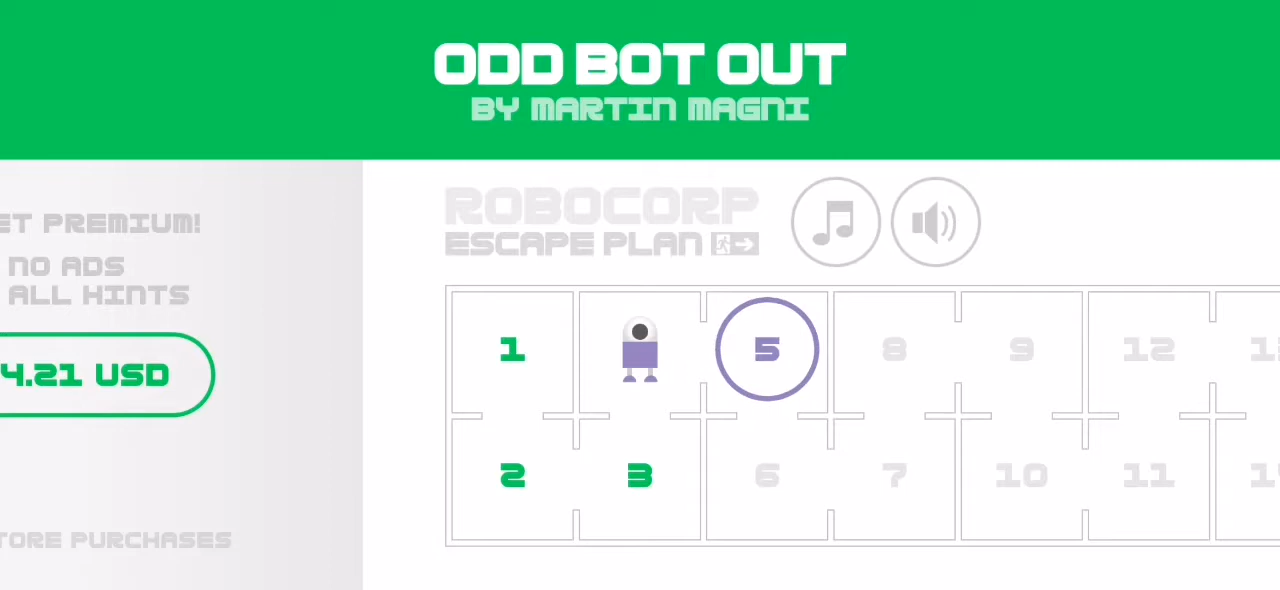 ODD BOT OUT
BY MARTIN MAGNI
ET PREMIUM!
NO ADS
ALL HINTS
4.21 USD
TORE PURCHASES
ROBOCORP
ESCAPE PLAN
1 5 8 9 12
2 3 6 7 10 11